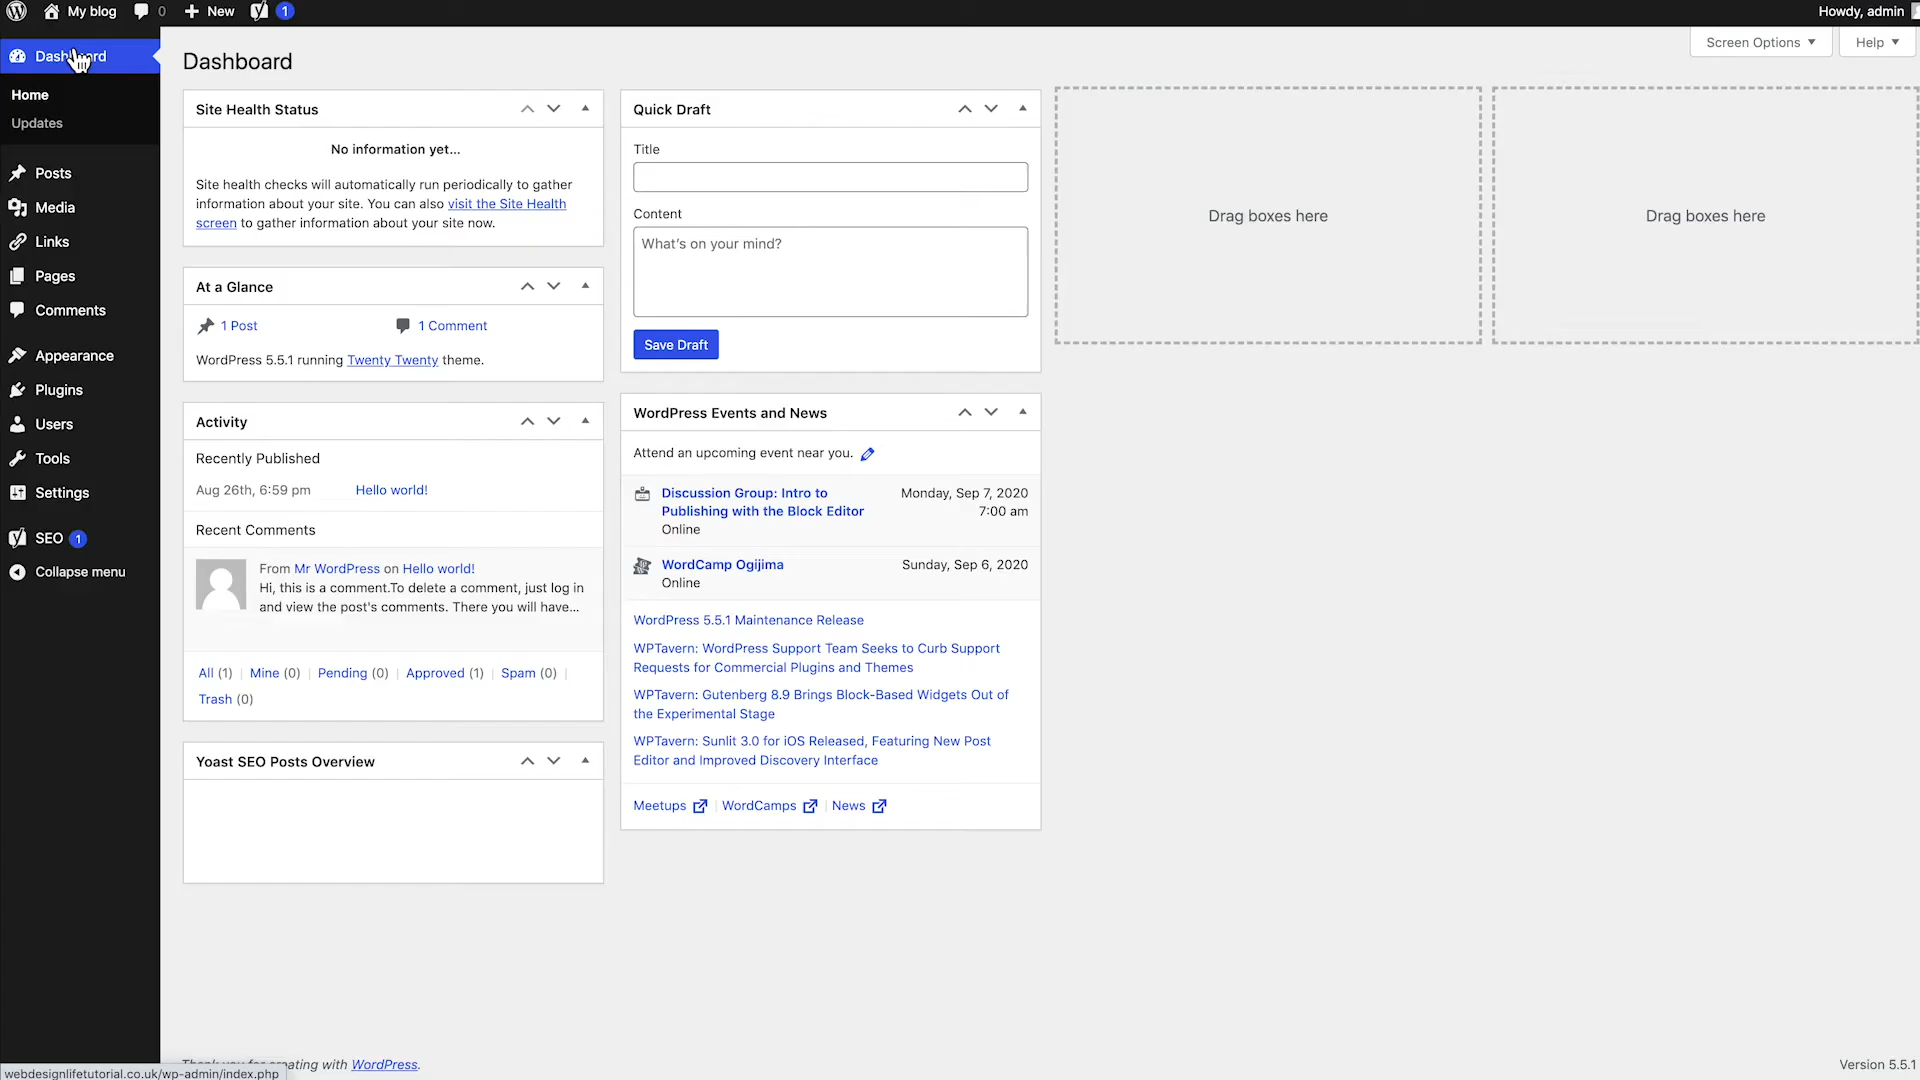 My blog 0 New 1 Howdy, admin
Screen Options Help
Dashboard
Home
Updates
Posts
Media
Links
Pages
Comments
Appearance
Plugins
Users
Tools
Settings
SEO 1
Collapse menu
Dashboard
Site Health Status
No information yet...
Site health checks will automatically run periodically to gather
information about your site. You can also visit the Site Health
screen to gather information about your site now.
At a Glance
1 Post 1 Comment
WordPress 5.5.1 running Twenty Twenty theme.
Activity
Recently Published
Aug 26th, 6:59 pm Hello world!
Recent Comments
From Mr WordPress on Hello world!
Hi, this is a comment.To delete a comment, just log in
and view the post's comments. There you will have...
All (1) | Mine (0) | Pending (0) | Approved (1) | Spam (0) |
Trash (0)
Yoast SEO Posts Overview
Quick Draft
Title
Content
What's on your mind?
Save Draft
WordPress Events and News
Attend an upcoming event near you.
Discussion Group: Intro to Monday, Sep 7, 2020
Publishing with the Block Editor 7:00 am
Online
WordCamp Ogijima Sunday, Sep 6, 2020
Online
WordPress 5.5.1 Maintenance Release
WPTavern: WordPress Support Team Seeks to Curb Support
Requests for Commercial Plugins and Themes
WPTavern: Gutenberg 8.9 Brings Block-Based Widgets Out of
the Experimental Stage
WPTavern: Sunlit 3.0 for iOS Released, Featuring New Post
Editor and Improved Discovery Interface
Meetups | WordCamps | News
Drag boxes here
Drag boxes here
Thank you for creating with WordPress.
Version 5.5.1
webdesignlifetutorial.co.uk/wp-admin/index.php